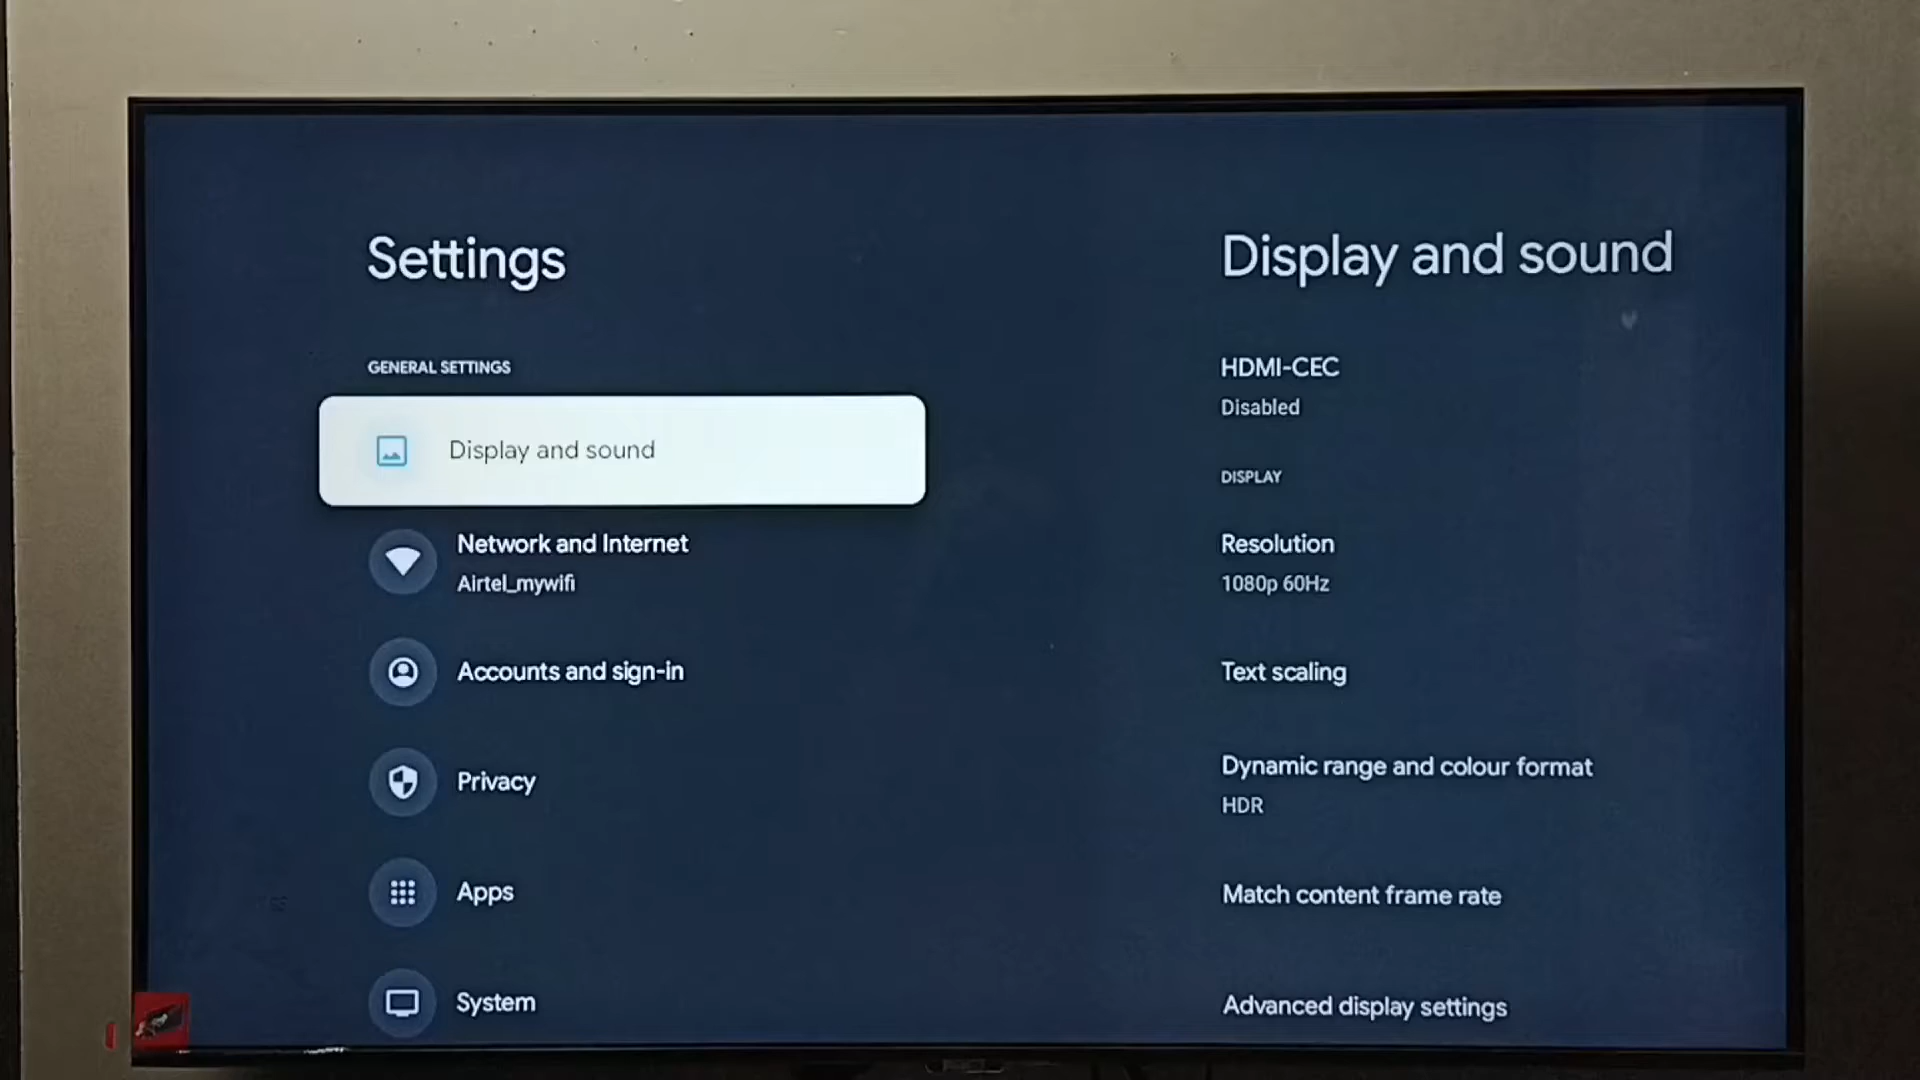 Settings
GENERAL SETTINGS
Display and sound
Network and Internet
Airtel_mywifi
Accounts and sign-in
Privacy
Apps
System
Display and sound
HDMI-CEC
Disabled
DISPLAY
Resolution
1080p 60Hz
Text scaling
Dynamic range and colour format
HDR
Match content frame rate
Advanced display settings